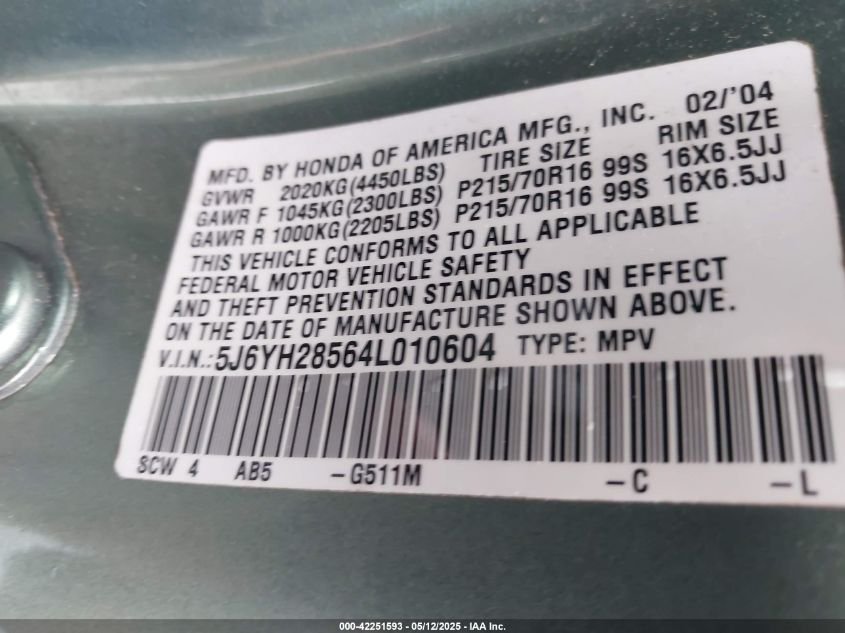 MFD. BY HONDA OF AMERICA MFG., INC. 02/'04
GVWR 2020KG(4450LBS) TIRE SIZE RIM SIZE
GAWR F 1045KG(2300LBS) P215/70R16 99S 16X6.5JJ
GAWR R 1000KG(2205LBS) P215/70R16 99S 16X6.5JJ
THIS VEHICLE CONFORMS TO ALL APPLICABLE
FEDERAL MOTOR VEHICLE SAFETY
AND THEFT PREVENTION STANDARDS IN EFFECT
ON THE DATE OF MANUFACTURE SHOWN ABOVE.
V.I.N.:5J6YH28564L010604 TYPE: MPV
SCW 4 AB5 -G511M -C -L
000-42251593 - 05/12/2025 - IAA Inc.